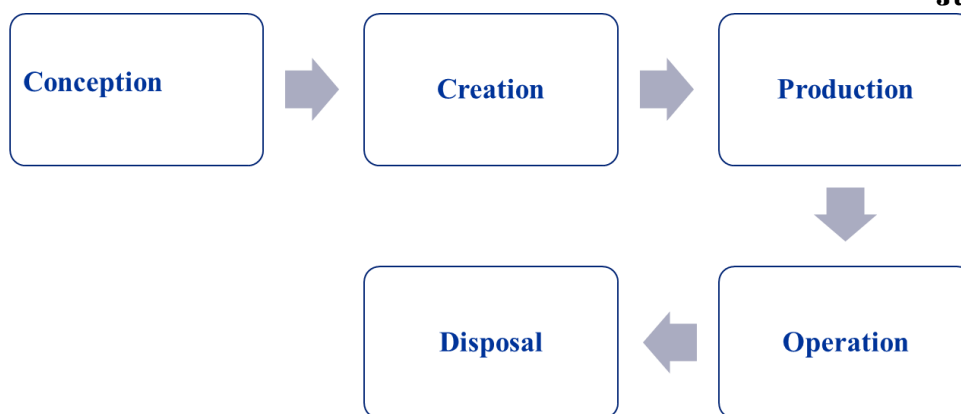 Conception
Creation
Production
Operation
Disposal